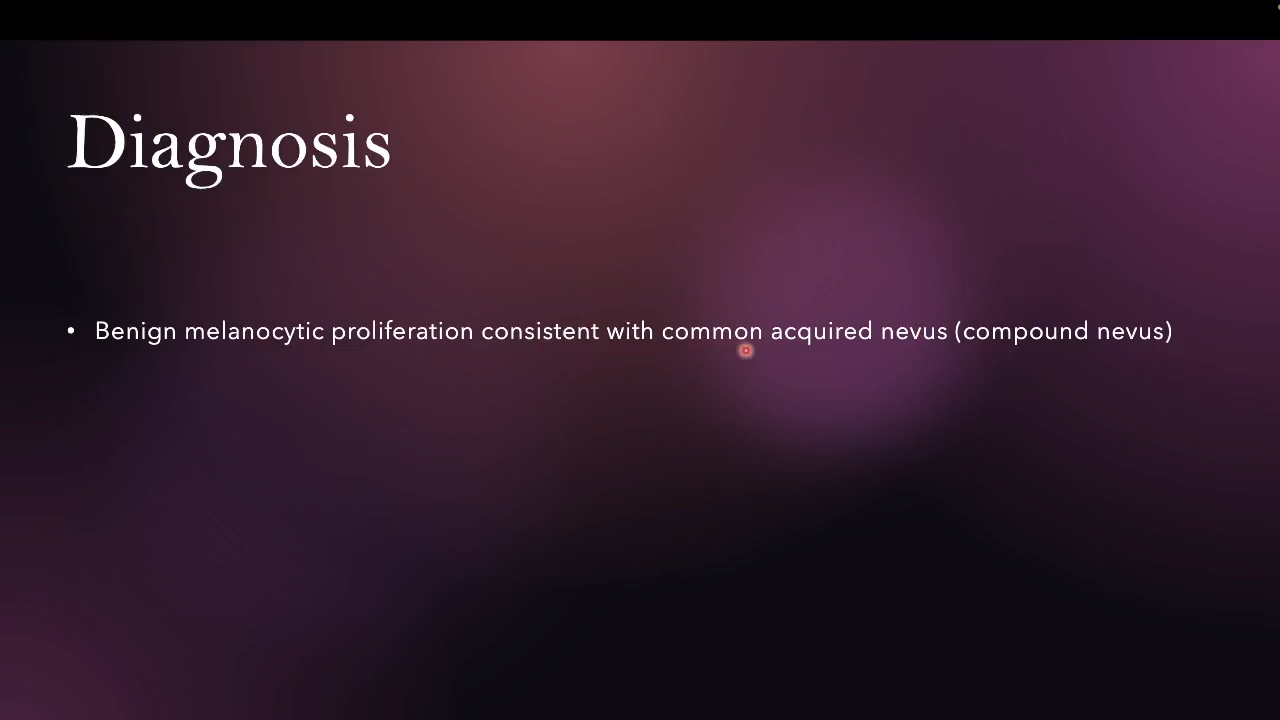 Diagnosis
• Benign melanocytic proliferation consistent with common acquired nevus (compound nevus)